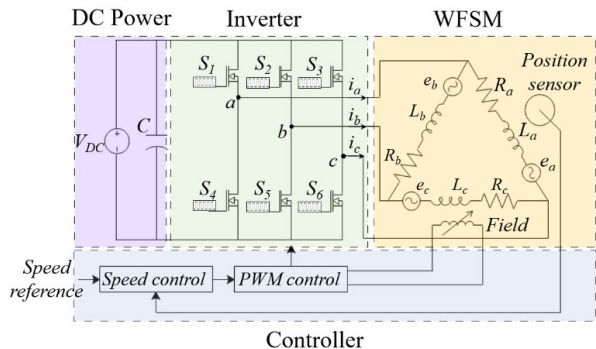 DC Power
Inverter
WFSM
S1
S2
S3
ia
eb
Ra
Position
sensor
a
Lb
La
C
VDC
b
ib
ic
c
Rb
ea
S4
S5
S6
ec
Lc
Rc
Field
Speed
reference
Speed control
PWM control
Controller